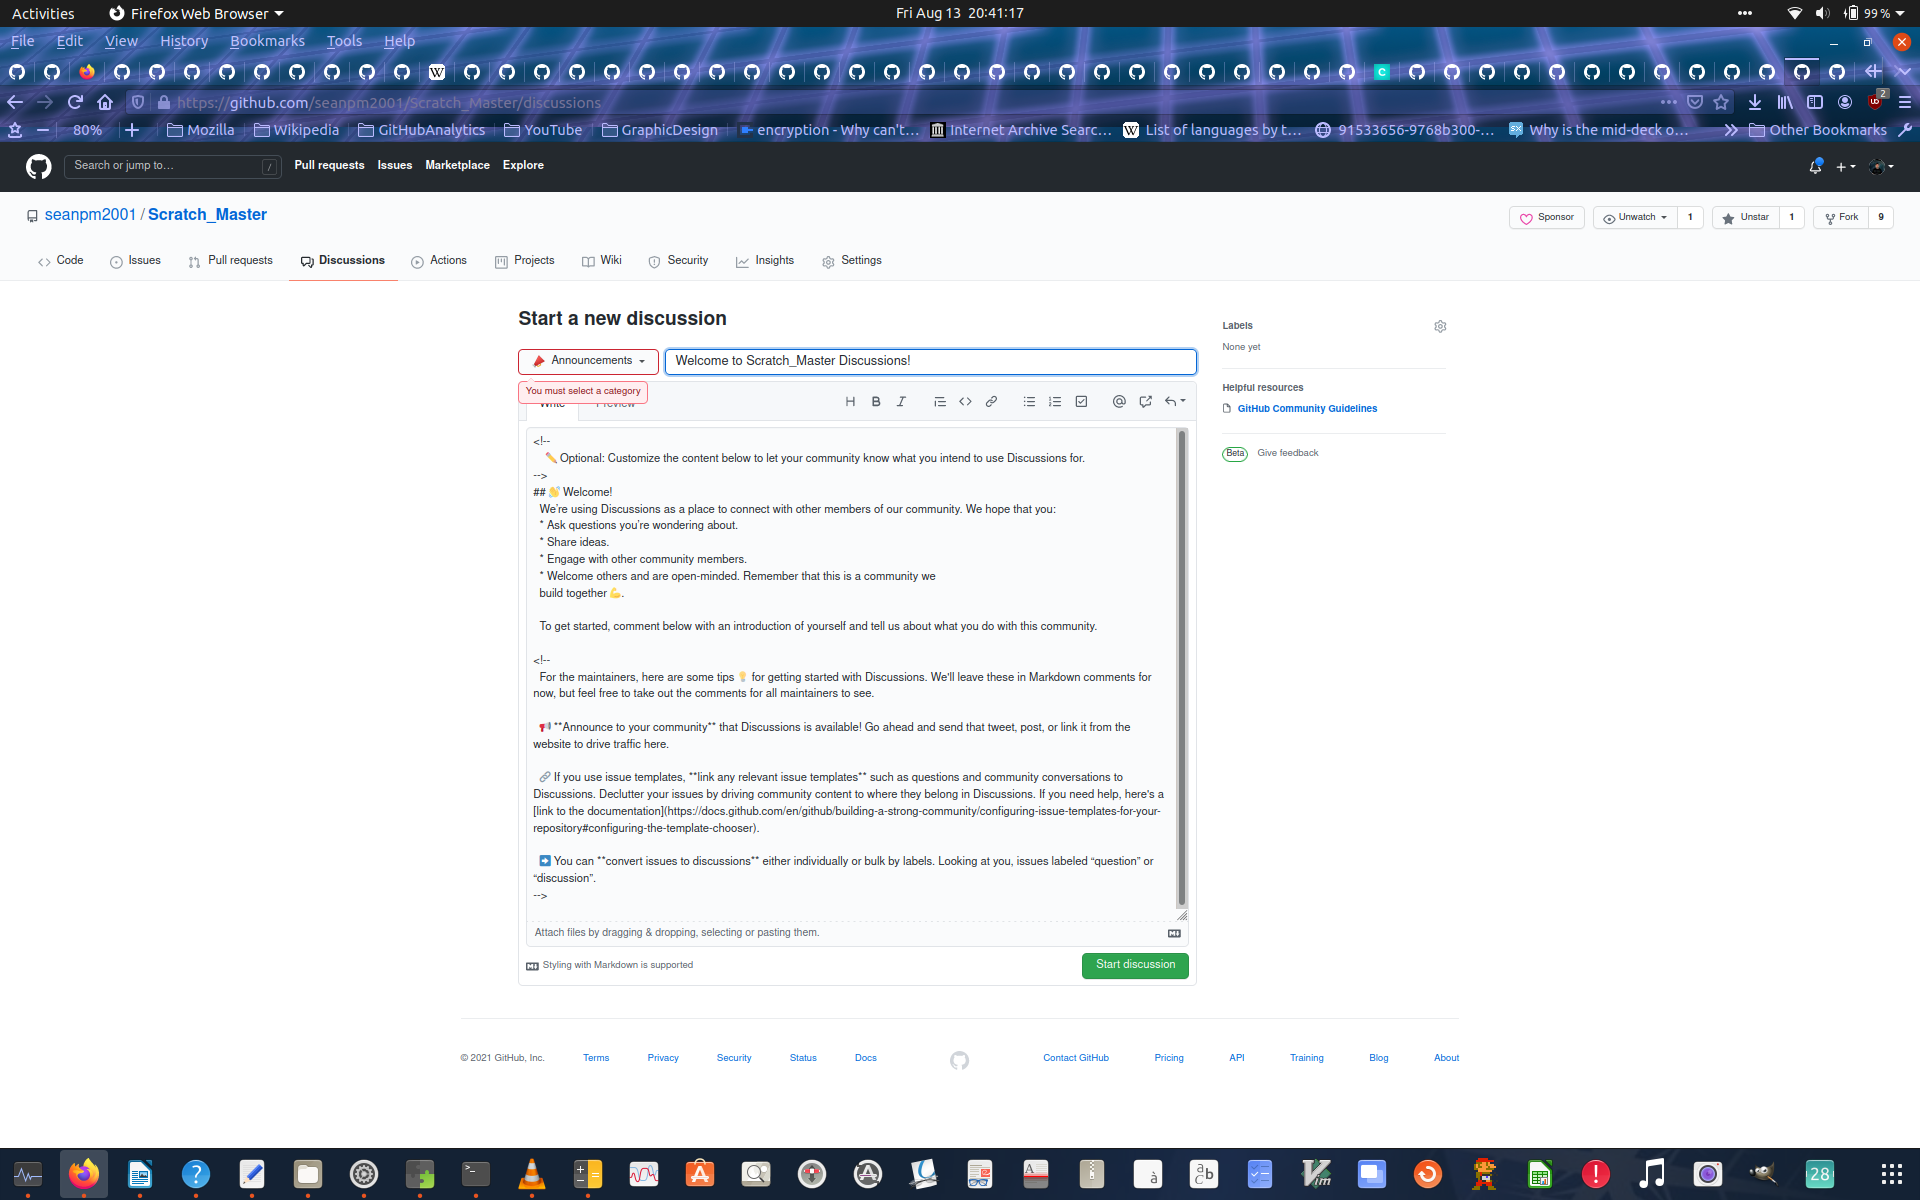 Activities
Firefox Web Browser
Fri Aug 13 20:41:17
99 %
File Edit View History Bookmarks Tools Help
https://github.com/seanpm2001/Scratch_Master/discussions
2
80%
Mozilla
Wikipedia
GitHubAnalytics
YouTube
GraphicDesign
encryption - Why can't…
Internet Archive Searc…
List of languages by t…
91533656-9768b300-…
Why is the mid-deck o…
Other Bookmarks
Search or jump to…
/
Pull requests Issues Marketplace Explore
seanpm2001 / Scratch_Master
Sponsor
Unwatch 1
Unstar 1
Fork 9
Code Issues Pull requests Discussions Actions Projects Wiki Security Insights Settings
Start a new discussion
Announcements
Welcome to Scratch_Master Discussions!
You must select a category
<!--
✏️ Optional: Customize the content below to let your community know what you intend to use Discussions for.
-->
## 👋 Welcome!
We’re using Discussions as a place to connect with other members of our community. We hope that you:
* Ask questions you’re wondering about.
* Share ideas.
* Engage with other community members.
* Welcome others and are open-minded. Remember that this is a community we
build together 💪.
To get started, comment below with an introduction of yourself and tell us about what you do with this community.
<!--
For the maintainers, here are some tips 💡 for getting started with Discussions. We'll leave these in Markdown comments for
now, but feel free to take out the comments for all maintainers to see.
📢 **Announce to your community** that Discussions is available! Go ahead and send that tweet, post, or link it from the
website to drive traffic here.
🔗 If you use issue templates, **link any relevant issue templates** such as questions and community conversations to
Discussions. Declutter your issues by driving community content to where they belong in Discussions. If you need help, here's a
[link to the documentation](https://docs.github.com/en/github/building-a-strong-community/configuring-issue-templates-for-your-
repository#configuring-the-template-chooser).
➡️ You can **convert issues to discussions** either individually or bulk by labels. Looking at you, issues labeled “question” or
“discussion”.
-->
Attach files by dragging & dropping, selecting or pasting them.
Styling with Markdown is supported
Start discussion
Labels
None yet
Helpful resources
GitHub Community Guidelines
Beta Give feedback
© 2021 GitHub, Inc. Terms Privacy Security Status Docs Contact GitHub Pricing API Training Blog About
28